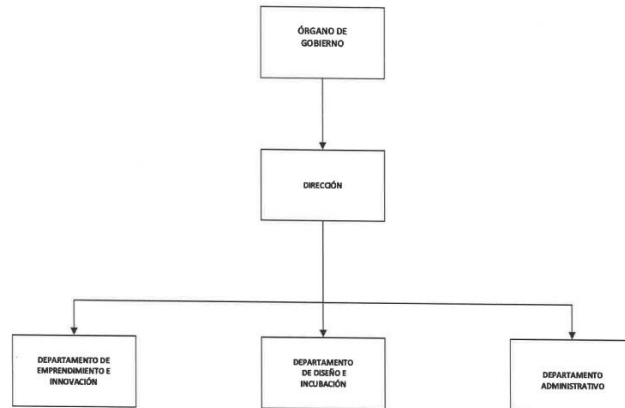 ÓRGANO DE
GOBIERNO
DIRECCIÓN
DEPARTAMENTO DE
EMPRENDIMIENTO E
INNOVACIÓN
DEPARTAMENTO
DE DISEÑO E
INCUBACIÓN
DEPARTAMENTO
ADMINISTRATIVO